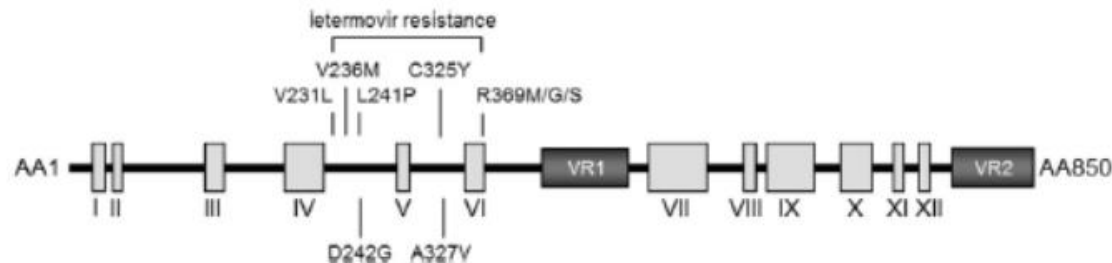 letermovir resistance
V236M C325Y
V231L L241P R369M/G/S
AA1 VR1 VR2 AA850
I II III IV V VI VII VIII IX X XI XII
D242G A327V